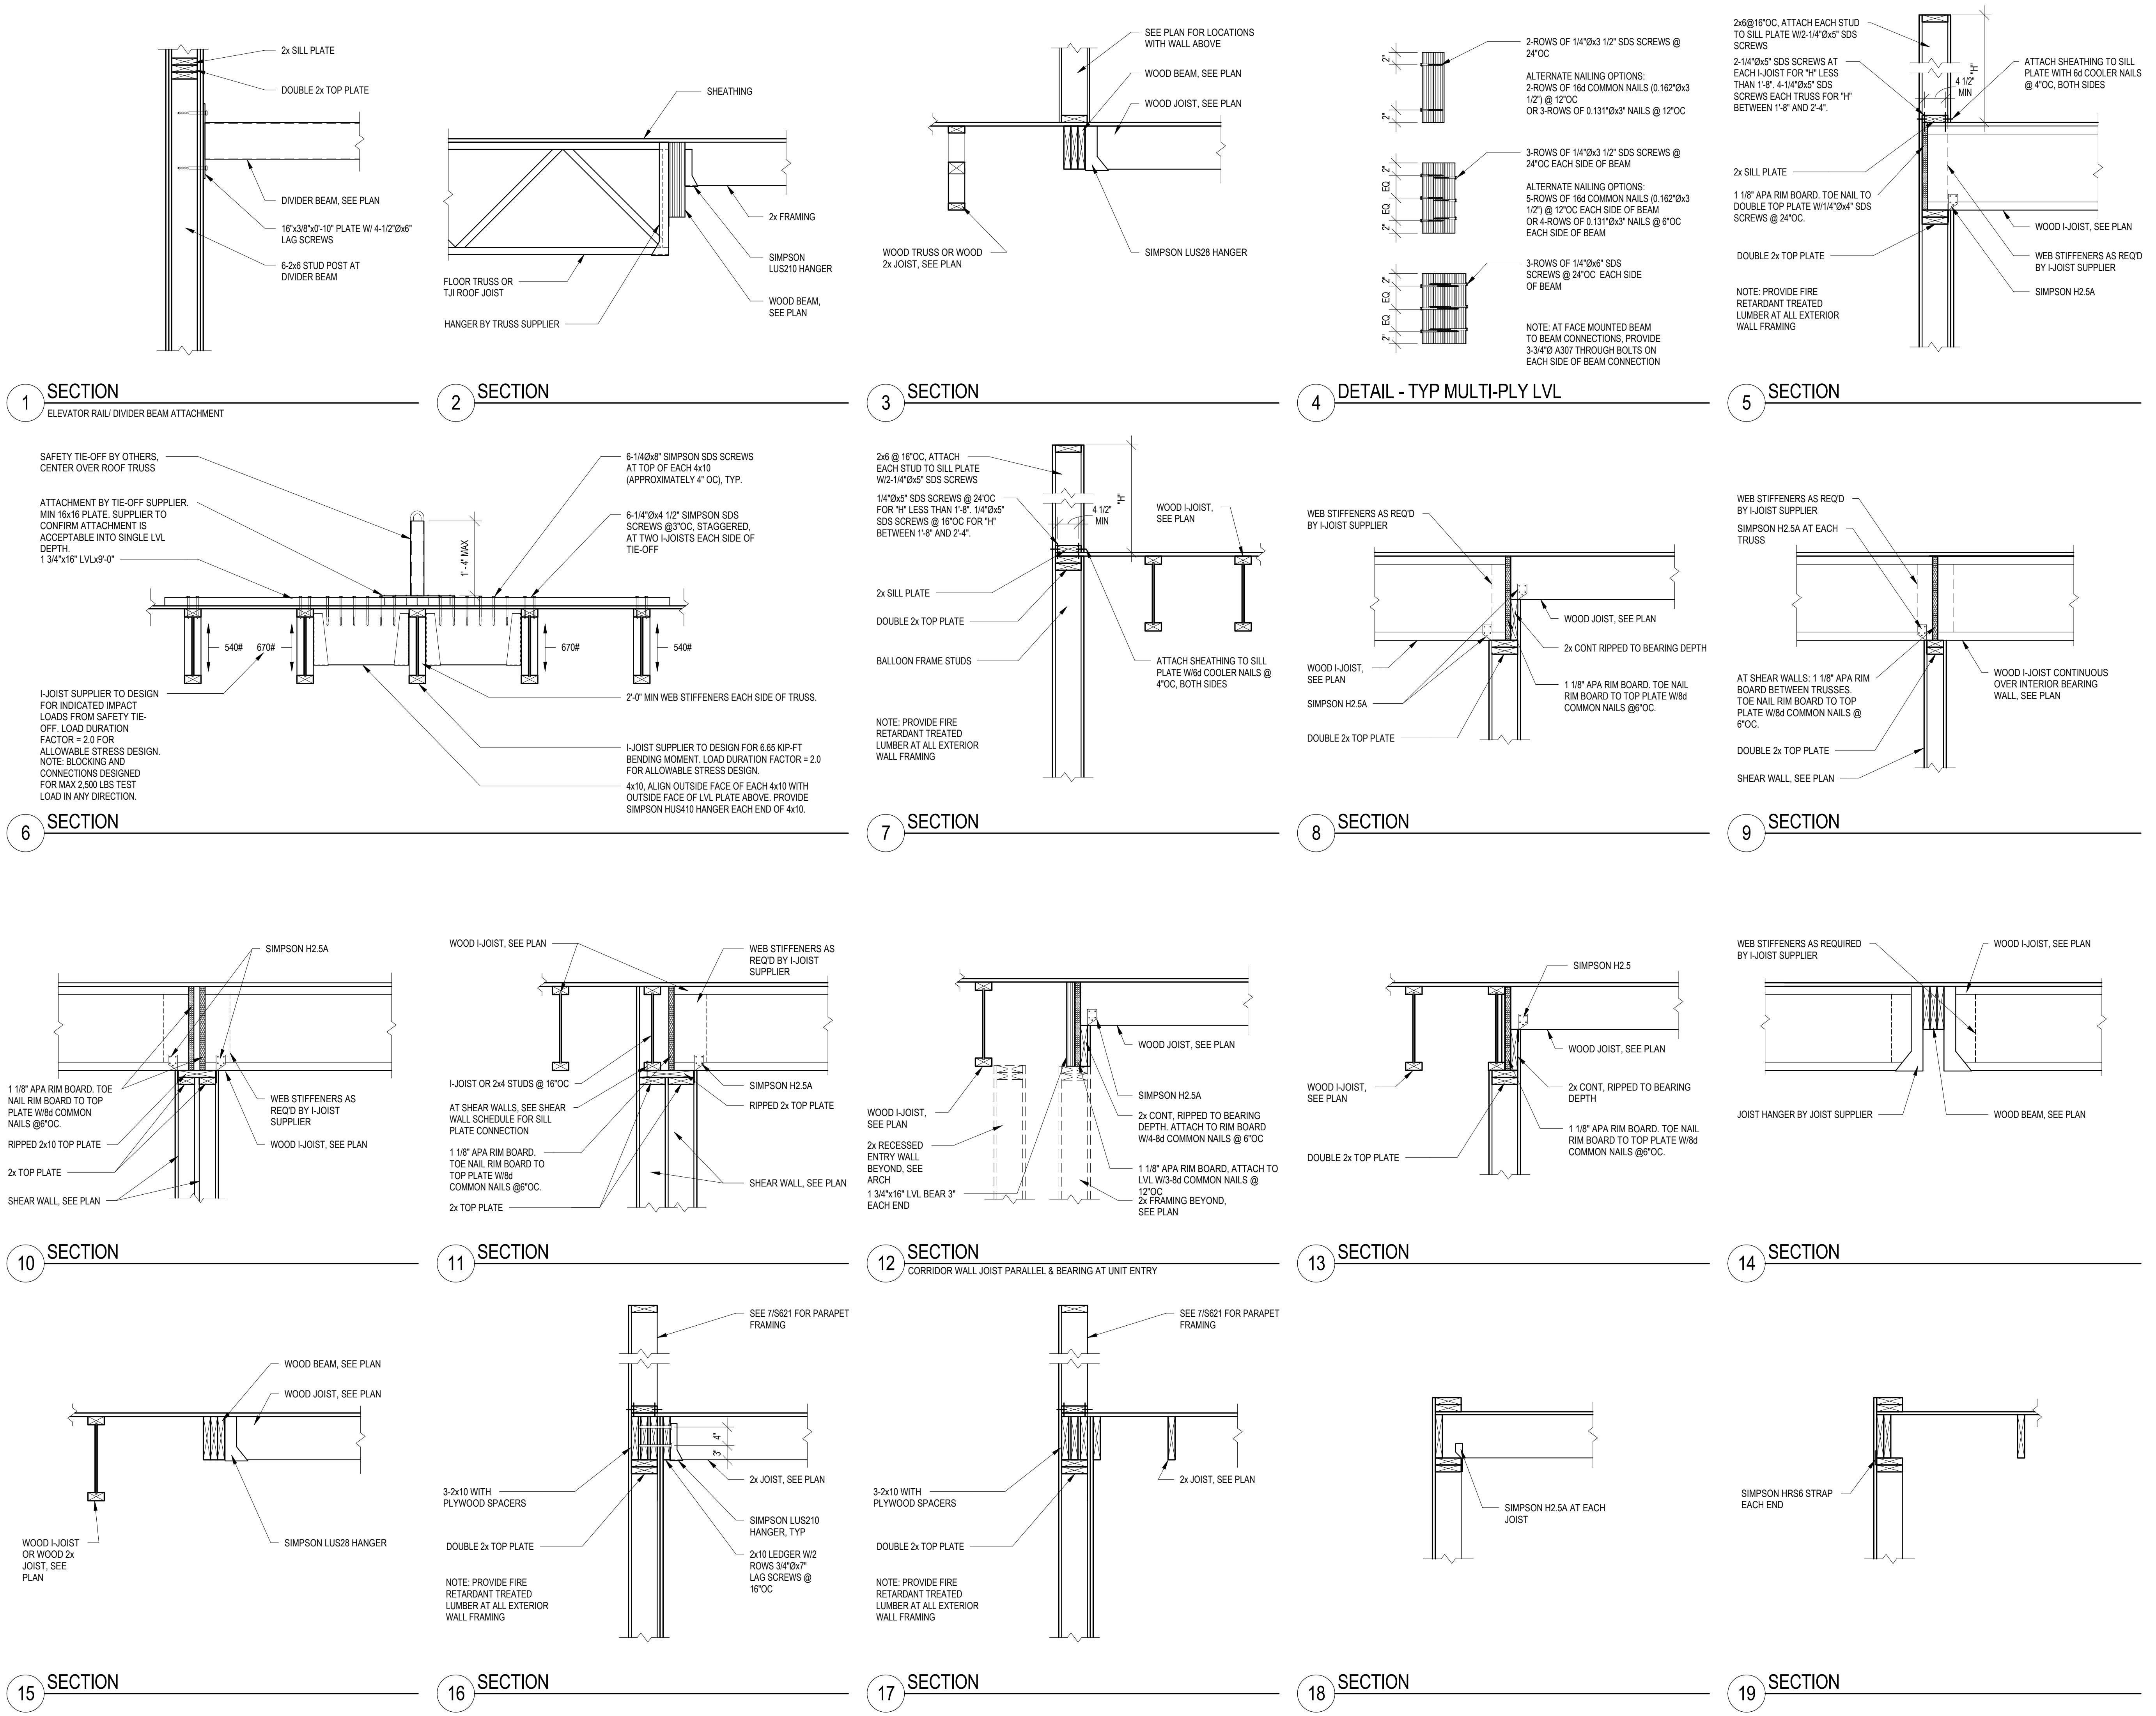 2x SILL PLATE
DOUBLE 2x TOP PLATE
DIVIDER BEAM, SEE PLAN
16"x3/8"x0'-10" PLATE W/ 4-1/2"Øx6"
LAG SCREWS
6-2x6 STUD POST AT
DIVIDER BEAM
1
SECTION
ELEVATOR RAIL/ DIVIDER BEAM ATTACHMENT
SHEATHING
2x FRAMING
SIMPSON
LUS210 HANGER
WOOD BEAM,
SEE PLAN
FLOOR TRUSS OR
TJI ROOF JOIST
HANGER BY TRUSS SUPPLIER
2
SECTION
SEE PLAN FOR LOCATIONS
WITH WALL ABOVE
WOOD BEAM, SEE PLAN
WOOD JOIST, SEE PLAN
WOOD TRUSS OR WOOD
2x JOIST, SEE PLAN
SIMPSON LUS28 HANGER
3
SECTION
2"
2"
2-ROWS OF 1/4"Øx3 1/2" SDS SCREWS @
24"OC
ALTERNATE NAILING OPTIONS:
2-ROWS OF 16d COMMON NAILS (0.162"Øx3
1/2") @ 12"OC
OR 3-ROWS OF 0.131"Øx3" NAILS @ 12"OC
2"
EQ
EQ
2"
3-ROWS OF 1/4"Øx3 1/2" SDS SCREWS @
24"OC EACH SIDE OF BEAM
ALTERNATE NAILING OPTIONS:
5-ROWS OF 16d COMMON NAILS (0.162"Øx3
1/2") @ 12"OC EACH SIDE OF BEAM
OR 4-ROWS OF 0.131"Øx3" NAILS @ 6"OC
EACH SIDE OF BEAM
2"
EQ
EQ
2"
3-ROWS OF 1/4"Øx6" SDS
SCREWS @ 24"OC EACH SIDE
OF BEAM
NOTE: AT FACE MOUNTED BEAM
TO BEAM CONNECTIONS, PROVIDE
3-3/4"Ø A307 THROUGH BOLTS ON
EACH SIDE OF BEAM CONNECTION
4
DETAIL - TYP MULTI-PLY LVL
2x6@16"OC, ATTACH EACH STUD
TO SILL PLATE W/2-1/4"Øx5" SDS
SCREWS
2-1/4"Øx5" SDS SCREWS AT
EACH I-JOIST FOR "H" LESS
THAN 1'-8". 4-1/4"Øx5" SDS
SCREWS EACH TRUSS FOR "H"
BETWEEN 1'-8" AND 2'-4".
2x SILL PLATE
1 1/8" APA RIM BOARD. TOE NAIL TO
DOUBLE TOP PLATE W/1/4"Øx4" SDS
SCREWS @ 24"OC.
DOUBLE 2x TOP PLATE
NOTE: PROVIDE FIRE
RETARDANT TREATED
LUMBER AT ALL EXTERIOR
WALL FRAMING
"H"
4 1/2"
MIN
ATTACH SHEATHING TO SILL
PLATE WITH 6d COOLER NAILS
@ 4"OC, BOTH SIDES
WOOD I-JOIST, SEE PLAN
WEB STIFFENERS AS REQ'D
BY I-JOIST SUPPLIER
SIMPSON H2.5A
5
SECTION
SAFETY TIE-OFF BY OTHERS,
CENTER OVER ROOF TRUSS
ATTACHMENT BY TIE-OFF SUPPLIER.
MIN 16x16 PLATE. SUPPLIER TO
CONFIRM ATTACHMENT IS
ACCEPTABLE INTO SINGLE LVL
DEPTH.
1 3/4"x16" LVLx9'-0"
1' - 4" MAX
540#
670#
670#
540#
I-JOIST SUPPLIER TO DESIGN
FOR INDICATED IMPACT
LOADS FROM SAFETY TIE-
OFF. LOAD DURATION
FACTOR = 2.0 FOR
ALLOWABLE STRESS DESIGN.
NOTE: BLOCKING AND
CONNECTIONS DESIGNED
FOR MAX 2,500 LBS TEST
LOAD IN ANY DIRECTION.
6-1/4Øx8" SIMPSON SDS SCREWS
AT TOP OF EACH 4x10
(APPROXIMATELY 4" OC), TYP.
6-1/4"Øx4 1/2" SIMPSON SDS
SCREWS @3"OC, STAGGERED,
AT TWO I-JOISTS EACH SIDE OF
TIE-OFF
2'-0" MIN WEB STIFFENERS EACH SIDE OF TRUSS.
I-JOIST SUPPLIER TO DESIGN FOR 6.65 KIP-FT
BENDING MOMENT. LOAD DURATION FACTOR = 2.0
FOR ALLOWABLE STRESS DESIGN.
4x10, ALIGN OUTSIDE FACE OF EACH 4x10 WITH
OUTSIDE FACE OF LVL PLATE ABOVE. PROVIDE
SIMPSON HUS410 HANGER EACH END OF 4x10.
6
SECTION
2x6 @ 16"OC, ATTACH
EACH STUD TO SILL PLATE
W/2-1/4"Øx5" SDS SCREWS
1/4"Øx5" SDS SCREWS @ 24'OC
FOR "H" LESS THAN 1'-8". 1/4"Øx5"
SDS SCREWS @ 16"OC FOR "H"
BETWEEN 1'-8" AND 2'-4".
2x SILL PLATE
DOUBLE 2x TOP PLATE
BALLOON FRAME STUDS
NOTE: PROVIDE FIRE
RETARDANT TREATED
LUMBER AT ALL EXTERIOR
WALL FRAMING
"H"
4 1/2"
MIN
WOOD I-JOIST,
SEE PLAN
ATTACH SHEATHING TO SILL
PLATE W/6d COOLER NAILS @
4"OC, BOTH SIDES
7
SECTION
WEB STIFFENERS AS REQ'D
BY I-JOIST SUPPLIER
WOOD I-JOIST,
SEE PLAN
SIMPSON H2.5A
DOUBLE 2x TOP PLATE
WOOD JOIST, SEE PLAN
2x CONT RIPPED TO BEARING DEPTH
1 1/8" APA RIM BOARD. TOE NAIL
RIM BOARD TO TOP PLATE W/8d
COMMON NAILS @6"OC.
8
SECTION
WEB STIFFENERS AS REQ'D
BY I-JOIST SUPPLIER
SIMPSON H2.5A AT EACH
TRUSS
AT SHEAR WALLS: 1 1/8" APA RIM
BOARD BETWEEN TRUSSES.
TOE NAIL RIM BOARD TO TOP
PLATE W/8d COMMON NAILS @
6"OC.
DOUBLE 2x TOP PLATE
SHEAR WALL, SEE PLAN
WOOD I-JOIST CONTINUOUS
OVER INTERIOR BEARING
WALL, SEE PLAN
9
SECTION
SIMPSON H2.5A
1 1/8" APA RIM BOARD. TOE
NAIL RIM BOARD TO TOP
PLATE W/8d COMMON
NAILS @6"OC.
RIPPED 2x10 TOP PLATE
2x TOP PLATE
SHEAR WALL, SEE PLAN
WEB STIFFENERS AS
REQ'D BY I-JOIST
SUPPLIER
WOOD I-JOIST, SEE PLAN
10
SECTION
WOOD I-JOIST, SEE PLAN
WEB STIFFENERS AS
REQ'D BY I-JOIST
SUPPLIER
I-JOIST OR 2x4 STUDS @ 16"OC
AT SHEAR WALLS, SEE SHEAR
WALL SCHEDULE FOR SILL
PLATE CONNECTION
1 1/8" APA RIM BOARD.
TOE NAIL RIM BOARD TO
TOP PLATE W/8d
COMMON NAILS @6"OC.
2x TOP PLATE
SIMPSON H2.5A
RIPPED 2x TOP PLATE
SHEAR WALL, SEE PLAN
11
SECTION
WOOD I-JOIST,
SEE PLAN
2x RECESSED
ENTRY WALL
BEYOND, SEE
ARCH
1 3/4"x16" LVL BEAR 3"
EACH END
WOOD JOIST, SEE PLAN
SIMPSON H2.5A
2x CONT, RIPPED TO BEARING
DEPTH. ATTACH TO RIM BOARD
W/4-8d COMMON NAILS @ 6"OC
1 1/8" APA RIM BOARD, ATTACH TO
LVL W/3-8d COMMON NAILS @
12"OC
2x FRAMING BEYOND,
SEE PLAN
12
SECTION
CORRIDOR WALL JOIST PARALLEL & BEARING AT UNIT ENTRY
SIMPSON H2.5
WOOD JOIST, SEE PLAN
WOOD I-JOIST,
SEE PLAN
DOUBLE 2x TOP PLATE
2x CONT, RIPPED TO BEARING
DEPTH
1 1/8" APA RIM BOARD. TOE NAIL
RIM BOARD TO TOP PLATE W/8d
COMMON NAILS @6"OC.
13
SECTION
WEB STIFFENERS AS REQUIRED
BY I-JOIST SUPPLIER
WOOD I-JOIST, SEE PLAN
JOIST HANGER BY JOIST SUPPLIER
WOOD BEAM, SEE PLAN
14
SECTION
WOOD BEAM, SEE PLAN
WOOD JOIST, SEE PLAN
WOOD I-JOIST
OR WOOD 2x
JOIST, SEE
PLAN
SIMPSON LUS28 HANGER
15
SECTION
SEE 7/S621 FOR PARAPET
FRAMING
4"
3"
3-2x10 WITH
PLYWOOD SPACERS
DOUBLE 2x TOP PLATE
NOTE: PROVIDE FIRE
RETARDANT TREATED
LUMBER AT ALL EXTERIOR
WALL FRAMING
2x JOIST, SEE PLAN
SIMPSON LUS210
HANGER, TYP
2x10 LEDGER W/2
ROWS 3/4"Øx7"
LAG SCREWS @
16"OC
16
SECTION
SEE 7/S621 FOR PARAPET
FRAMING
3-2x10 WITH
PLYWOOD SPACERS
DOUBLE 2x TOP PLATE
NOTE: PROVIDE FIRE
RETARDANT TREATED
LUMBER AT ALL EXTERIOR
WALL FRAMING
2x JOIST, SEE PLAN
17
SECTION
SIMPSON H2.5A AT EACH
JOIST
18
SECTION
SIMPSON HRS6 STRAP
EACH END
19
SECTION